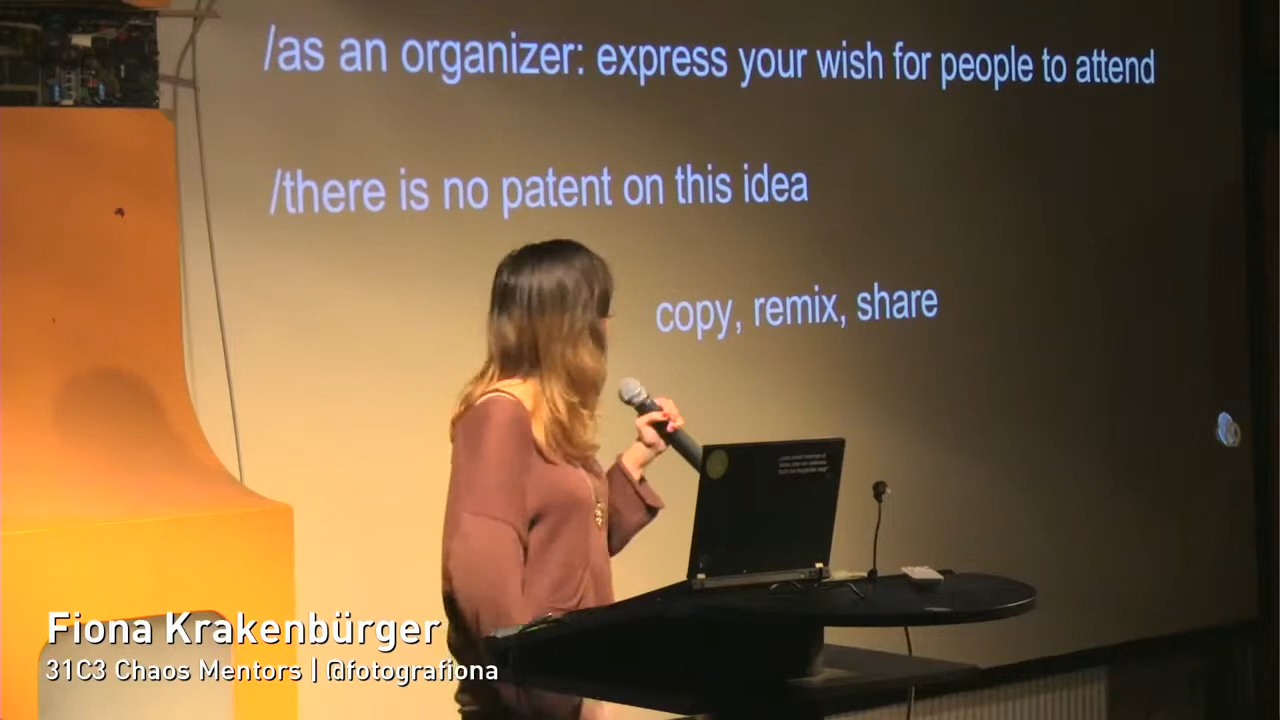 /as an organizer: express your wish for people to attend
/there is no patent on this idea
copy, remix, share
Fiona Krakenbürger
31C3 Chaos Mentors | @fotografiona